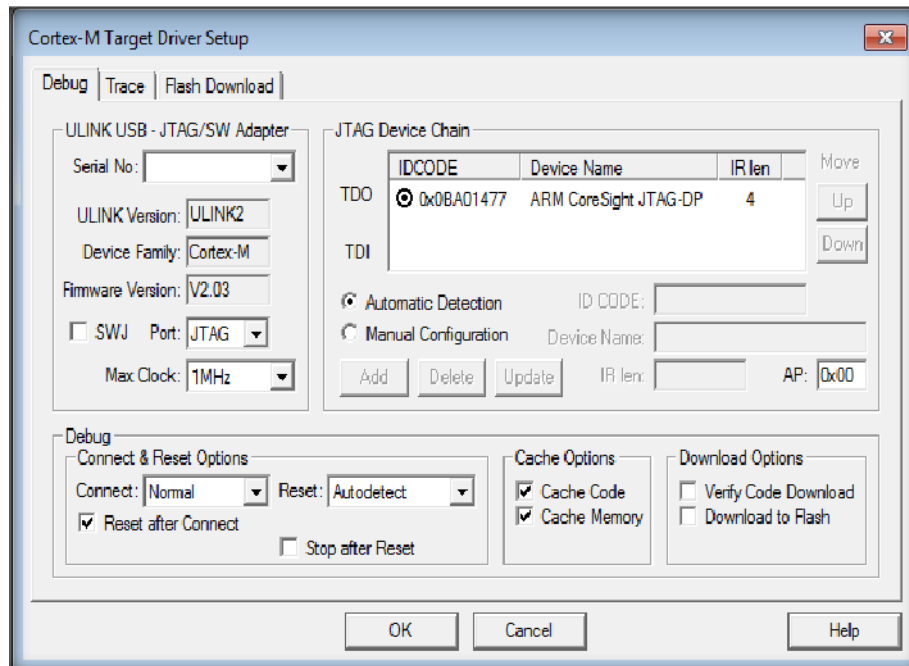 Cortex-M Target Driver Setup
Debug Trace Flash Download
ULINK USB - JTAG/SW Adapter
Serial No:
ULINK Version: ULINK2
Device Family: Cortex-M
Firmware Version: V2.03
SWJ Port: JTAG
Max Clock: 1MHz
JTAG Device Chain
IDCODE Device Name IR len
TDO 0x0BA01477 ARM CoreSight JTAG-DP 4
TDI
Move
Up
Down
Automatic Detection ID CODE:
Manual Configuration Device Name:
Add Delete Update IR len: AP: 0x00
Debug
Connect & Reset Options
Connect: Normal Reset: Autodetect
Reset after Connect
Stop after Reset
Cache Options
Cache Code
Cache Memory
Download Options
Verify Code Download
Download to Flash
OK Cancel Help